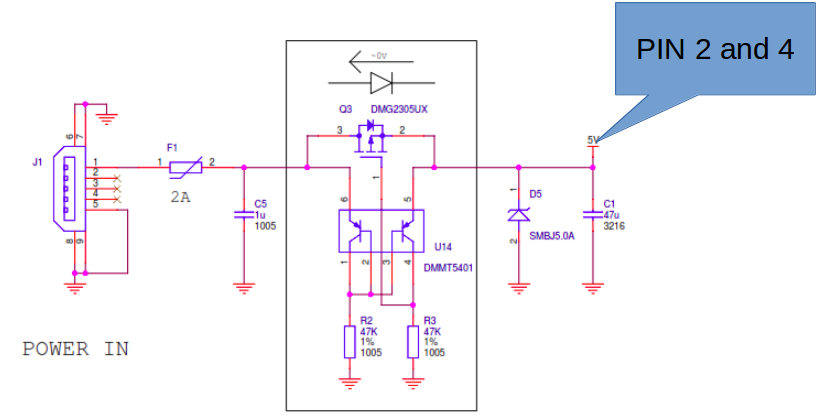 PIN 2 and 4
~0V
Q3 DMG2305UX
3 2
1
5V
J1
6 7
1
2
3
4
5
8 9
F1
1 2
2A
C5
1u
1005
6 5
U14
DMMT5401
1 2 3 4
1
D5
2
SMBJ5.0A
C1
47u
3216
R2
47K
1%
1005
R3
47K
1%
1005
POWER IN